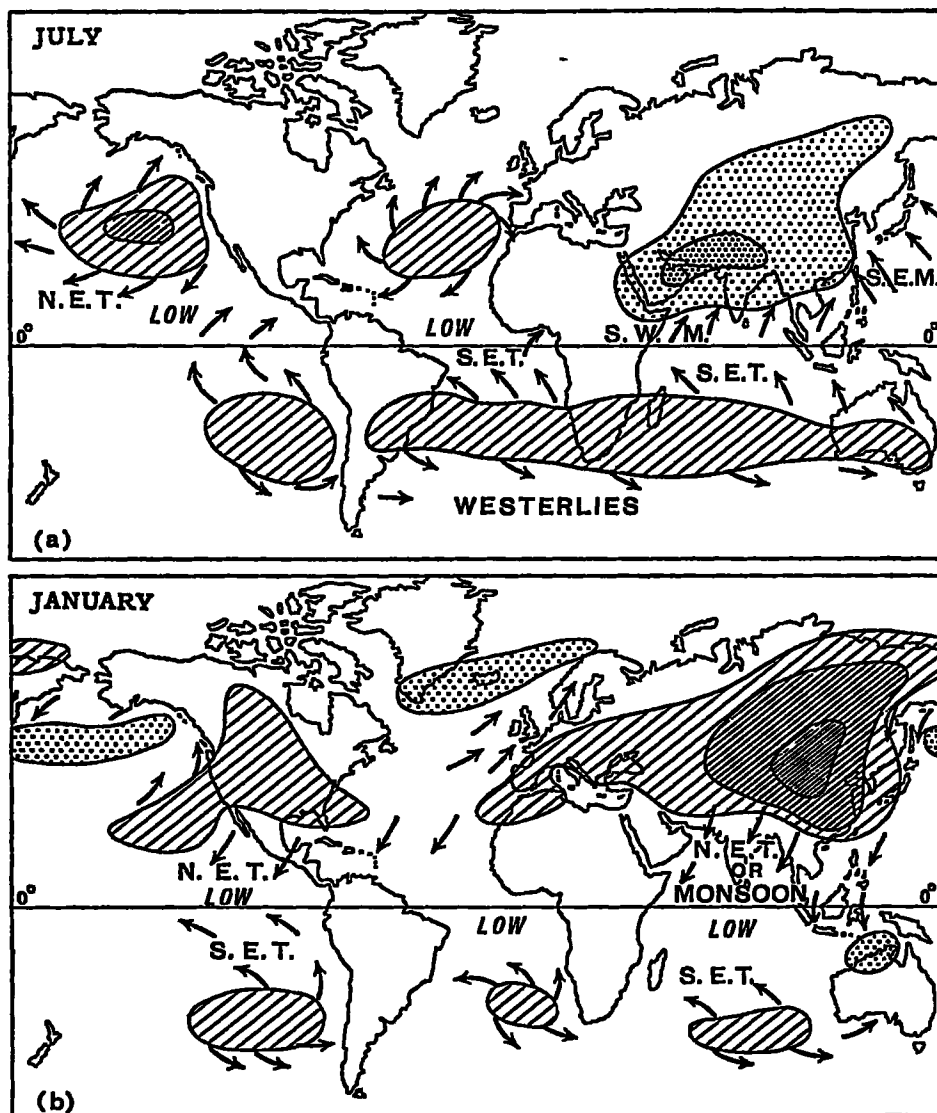 JULY
N.E.T.
LOW
LOW
S.E.M.
S.W. M.
0° 0°
S.E.T.
S.E.T.
WESTERLIES
(a)
JANUARY
N.E.T.
LOW
N.E.T.
OR
MONSOON
0° 0°
LOW
LOW
S.E.T.
S.E.T.
(b)